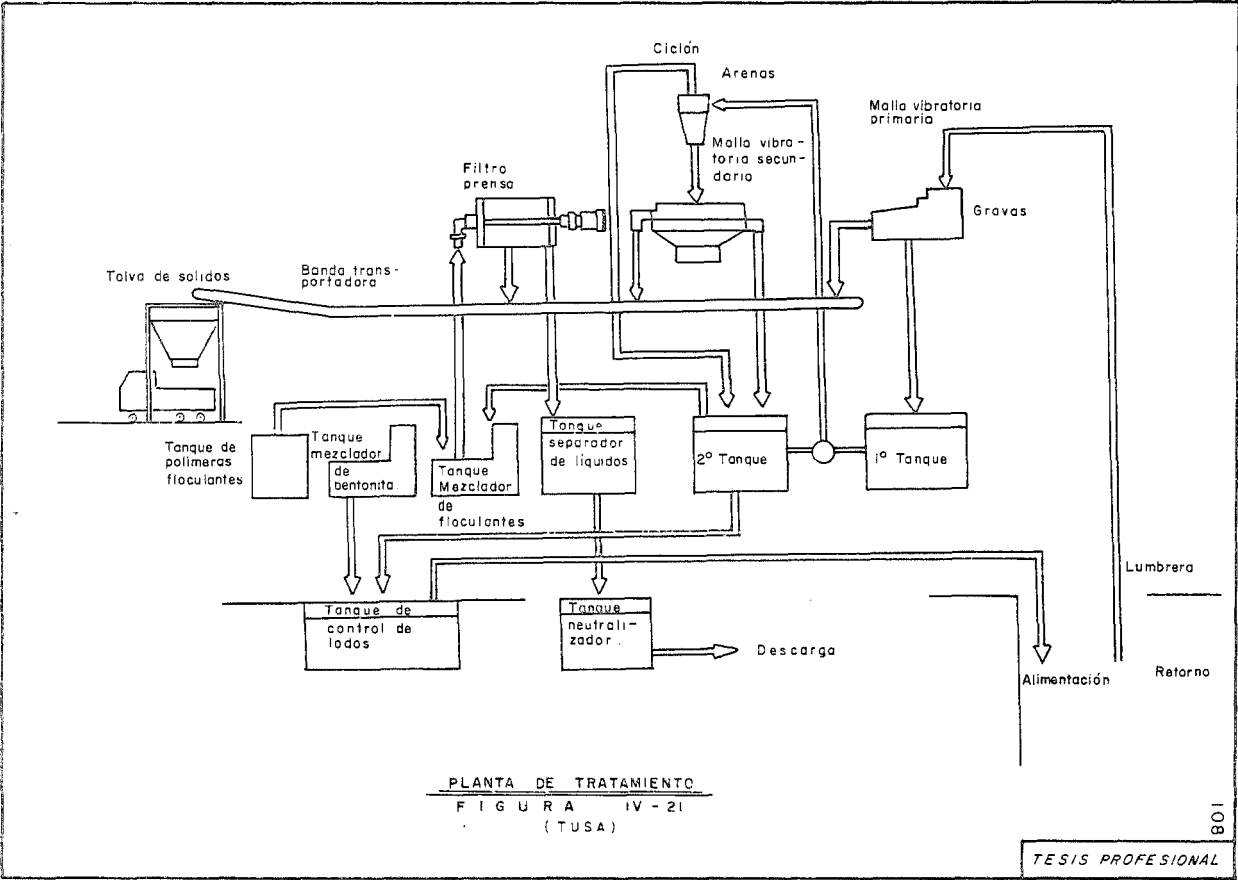 Ciclón
Arenas
Malla vibratoria
primaria
Malla vibra-
toria secun-
daria
Filtro
prensa
Gravas
Tolva de solidos
Banda trans-
portadora
Tanque de
polimeras
floculantes
Tanque
mezclador
de
bentonita.
Tanque
Mezclador
de
floculantes
Tanque
separador
de líquidos
2º Tanque
1º Tanque
Lumbrera
Tanque de
control de
lodos
Tanque
neutrali-
zador.
Descarga
Alimentación
Retorno
PLANTA DE TRATAMIENTO
FIGURA IV-21
(TUSA)
108
TESIS PROFESIONAL